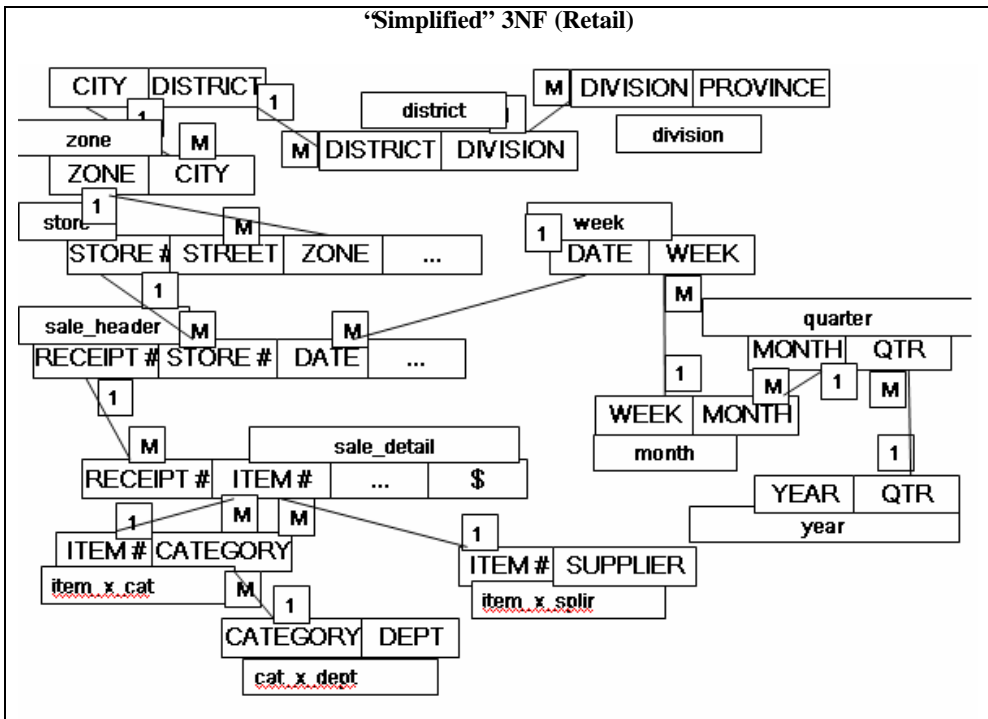 “Simplified” 3NF (Retail)
CITY DISTRICT
1
1
zone
M
ZONE CITY
district
M DISTRICT DIVISION
M DIVISION PROVINCE
division
1
store
M
STORE # STREET ZONE ...
1
week
1
DATE WEEK
M
sale_header
M
M
RECEIPT # STORE # DATE ...
1
quarter
MONTH QTR
M
1
M
1
WEEK MONTH
month
1
YEAR QTR
year
M
sale_detail
RECEIPT # ITEM # ... $
1
M
M
ITEM # CATEGORY
item_x_cat
M
1
ITEM # SUPPLIER
item_x_splir
1
CATEGORY DEPT
cat_x_dept